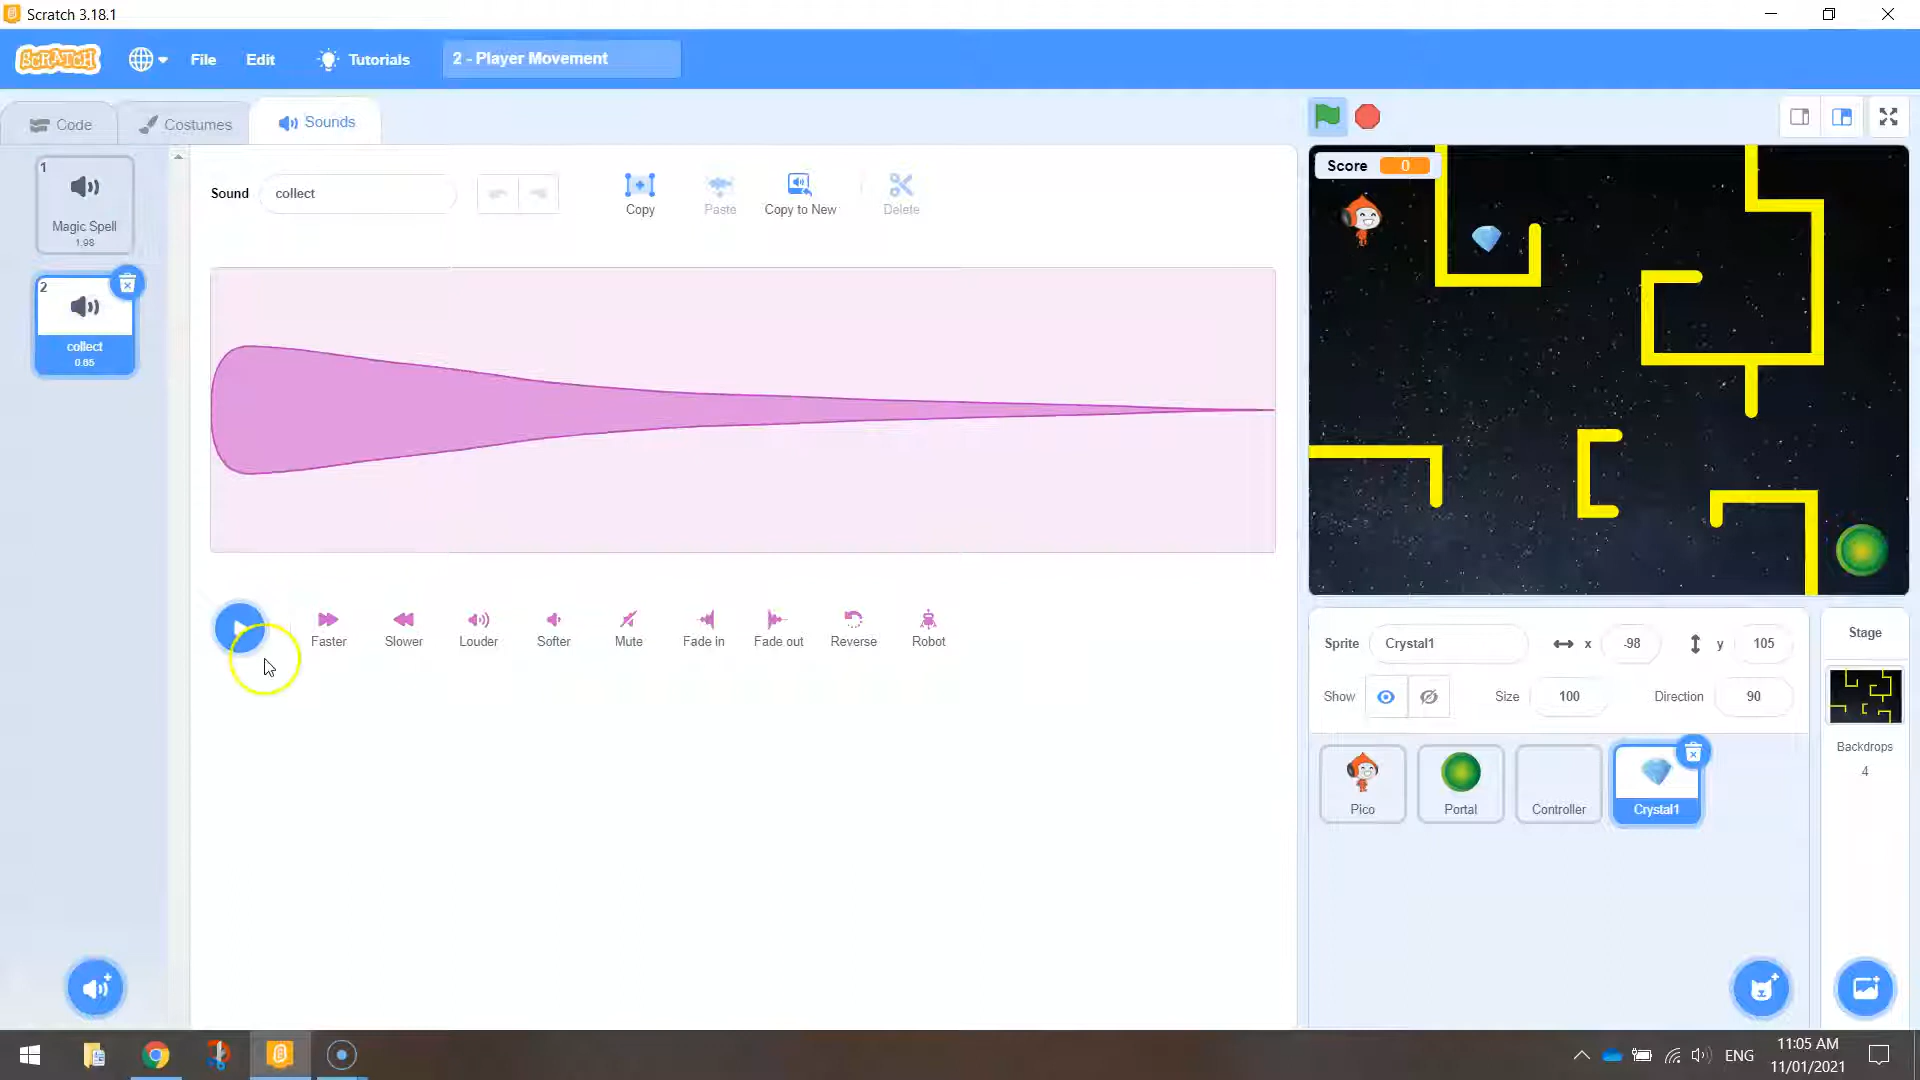 Scratch 3.18.1
SCRATCH
File
Edit
Tutorials
2 - Player Movement
Code
Costumes
Sounds
1
Magic Spell
1.98
2
collect
0.85
Sound
collect
Copy
Paste
Copy to New
Delete
Faster
Slower
Louder
Softer
Mute
Fade in
Fade out
Reverse
Robot
Score 0
Sprite
Crystal1
x
-98
y
105
Show
Size
100
Direction
90
Pico
Portal
Controller
Crystal1
Stage
Backdrops
4
ENG
11:05 AM
11/01/2021